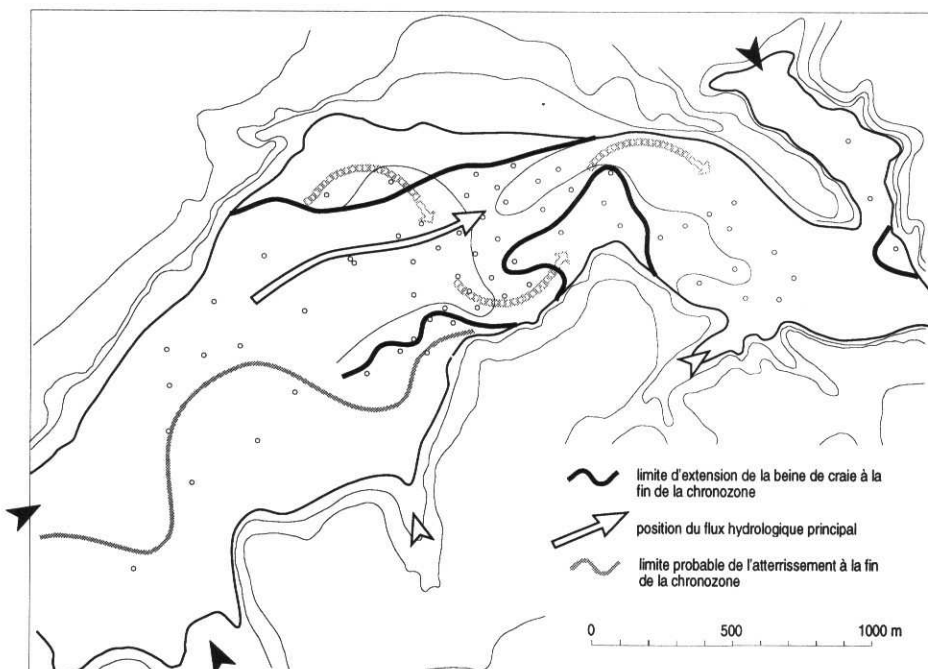 limite d'extension de la beine de craie à la
fin de la chronozone
position du flux hydrologique principal
limite probable de l'atterrissement à la fin
de la chronozone
0 500 1000 m